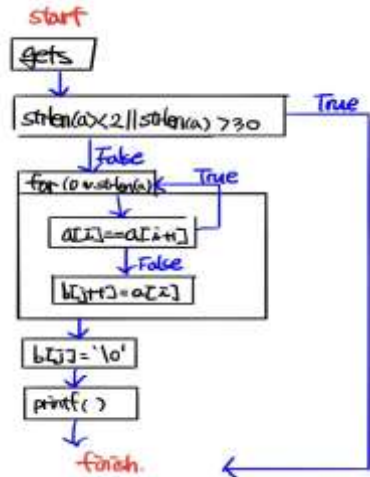 start
gets
strlen(a)<2||strlen(a) >30
True
False
for (0 ~ strlen(a))
True
a[i]==a[i+1]
False
b[j++]=a[i]
b[j]='\0'
printf( )
finish.